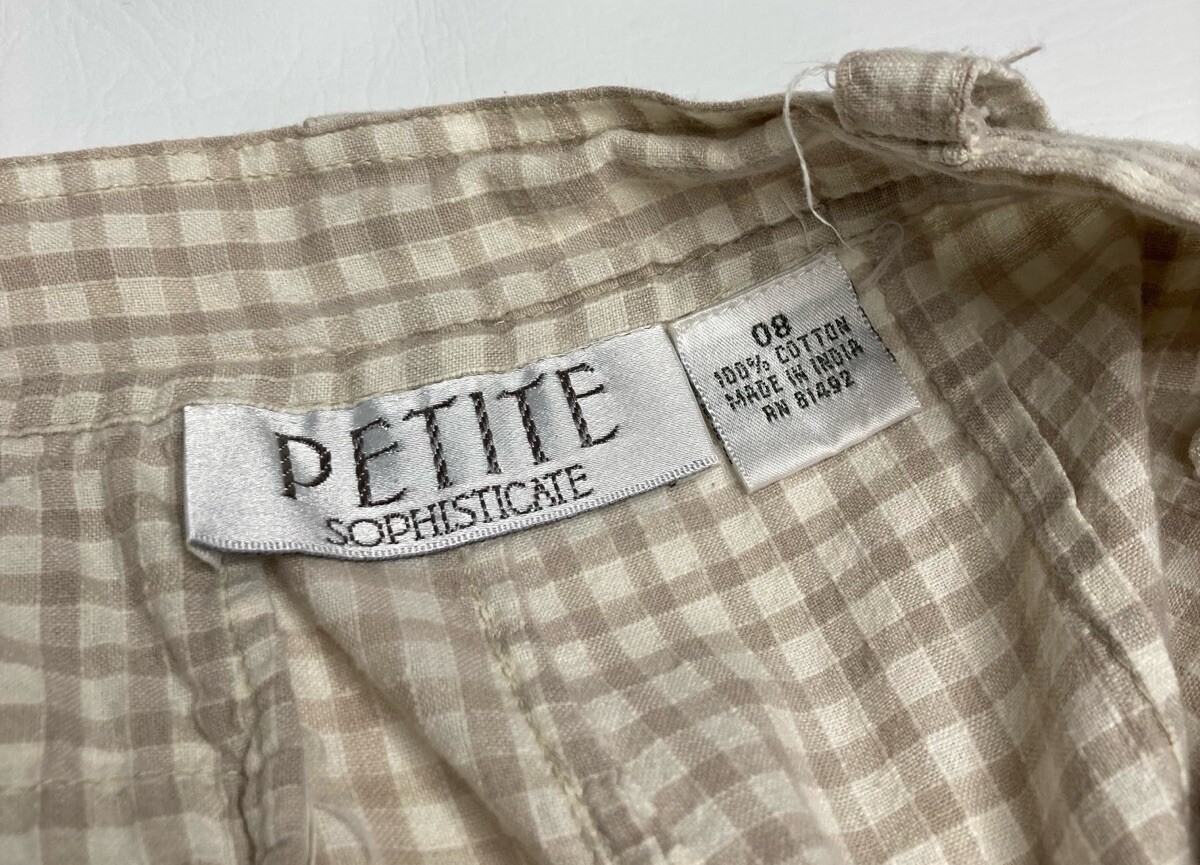 PETITE
SOPHISTICATE
08
100% COTTON
MADE IN INDIA
RN 81492